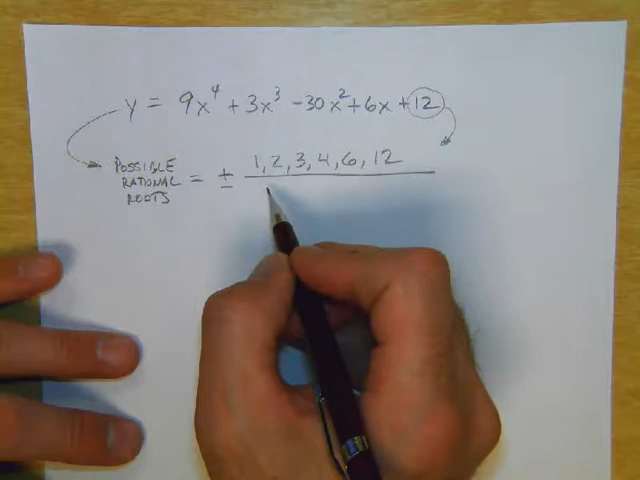 y = 9x⁴ + 3x³ - 30x² + 6x + 12
POSSIBLE RATIONAL ROOTS = ± 1, 2, 3, 4, 6, 12